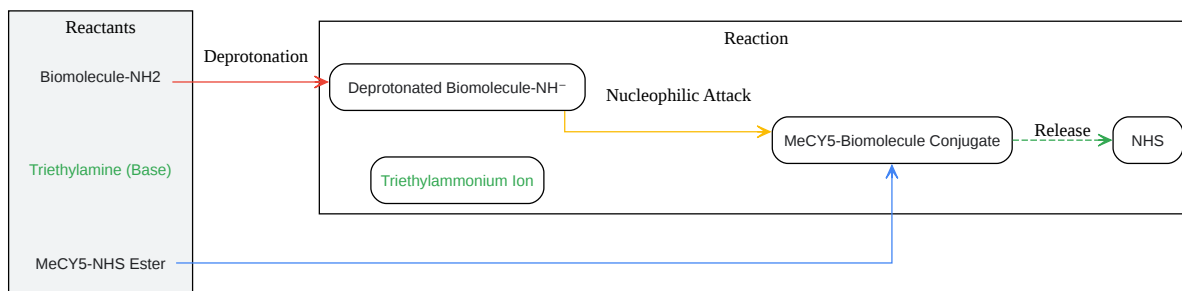 Reactants
Biomolecule-NH2
Triethylamine (Base)
MeCY5-NHS Ester
Deprotonation
Reaction
Deprotonated Biomolecule-NH⁻
Nucleophilic Attack
Triethylammonium Ion
MeCY5-Biomolecule Conjugate
Release
NHS